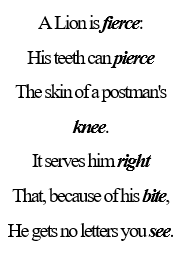 A Lion is fierce:
His teeth can pierce
The skin of a postman's
knee.
It serves him right
That, because of his bite,
He gets no letters you see.